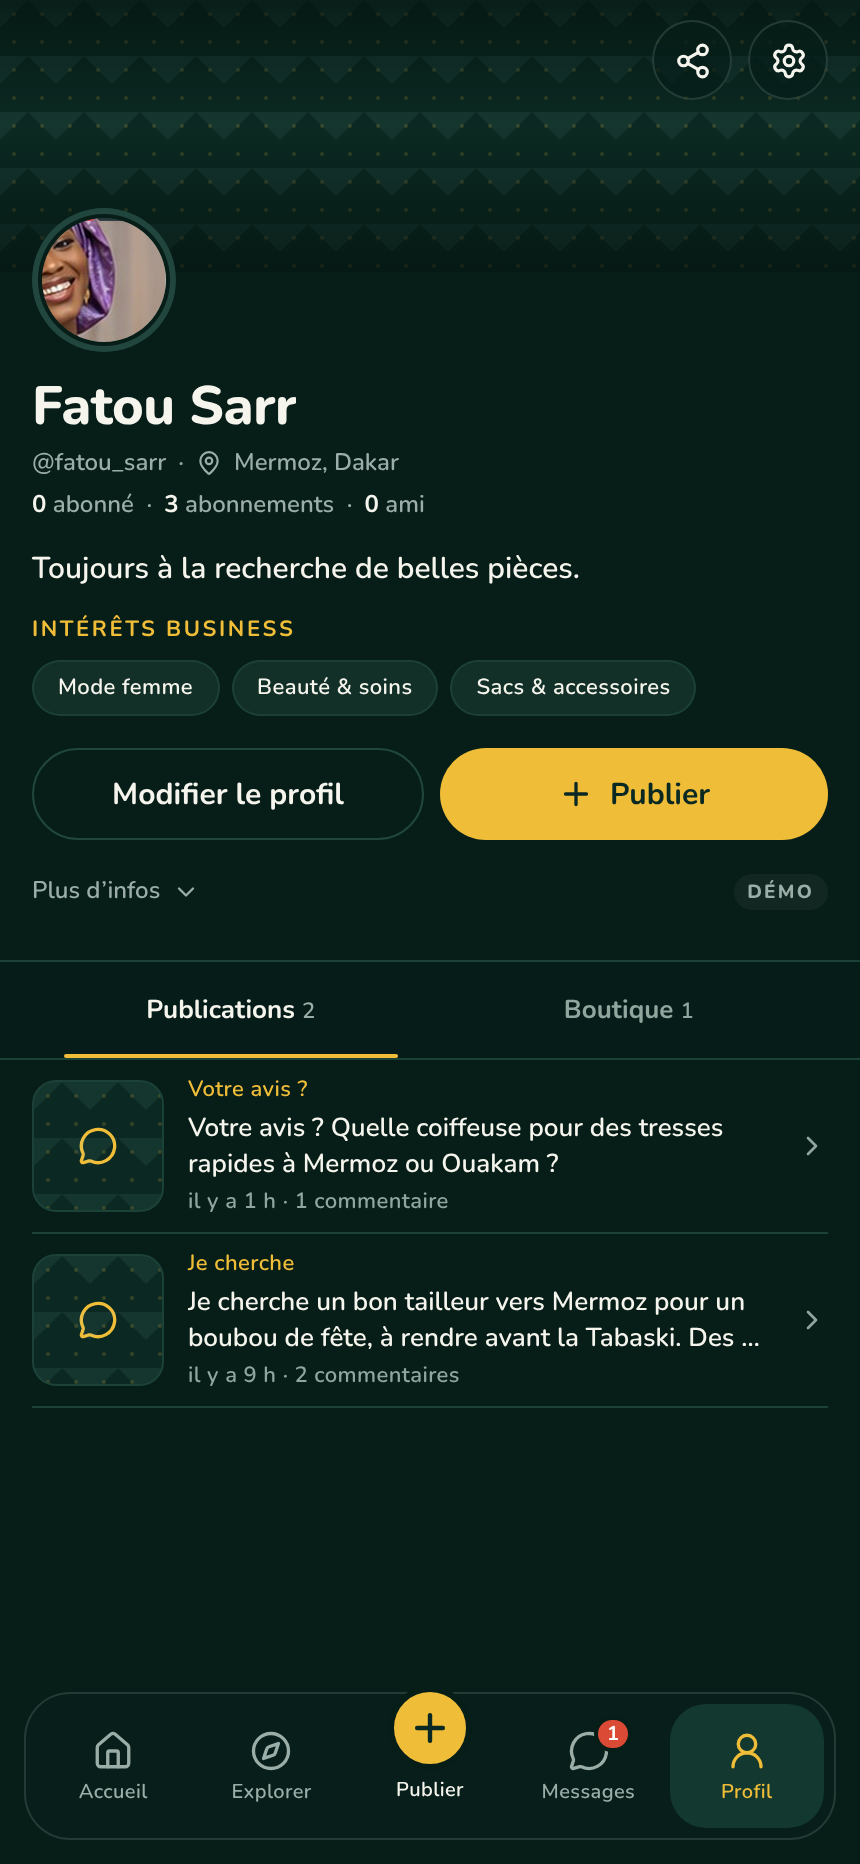 Fatou Sarr
@fatou_sarr · Mermoz, Dakar
0 abonné · 3 abonnements · 0 ami
Toujours à la recherche de belles pièces.
INTÉRÊTS BUSINESS
Mode femme Beauté & soins Sacs & accessoires
Modifier le profil + Publier
Plus d’infos DÉMO
Publications 2 Boutique 1
Votre avis ?
Votre avis ? Quelle coiffeuse pour des tresses
rapides à Mermoz ou Ouakam ?
il y a 1 h · 1 commentaire
Je cherche
Je cherche un bon tailleur vers Mermoz pour un
boubou de fête, à rendre avant la Tabaski. Des ...
il y a 9 h · 2 commentaires
1
Accueil Explorer Publier Messages Profil